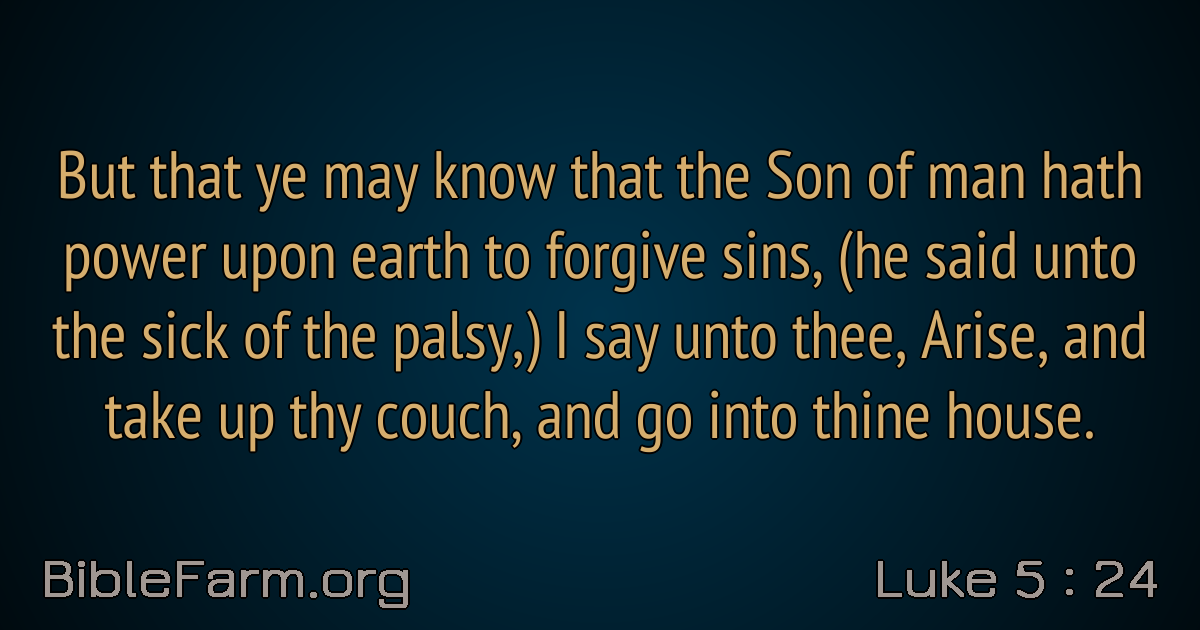 But that ye may know that the Son of man hath
power upon earth to forgive sins, (he said unto
the sick of the palsy,) I say unto thee, Arise, and
take up thy couch, and go into thine house.
BibleFarm.org
Luke 5 : 24